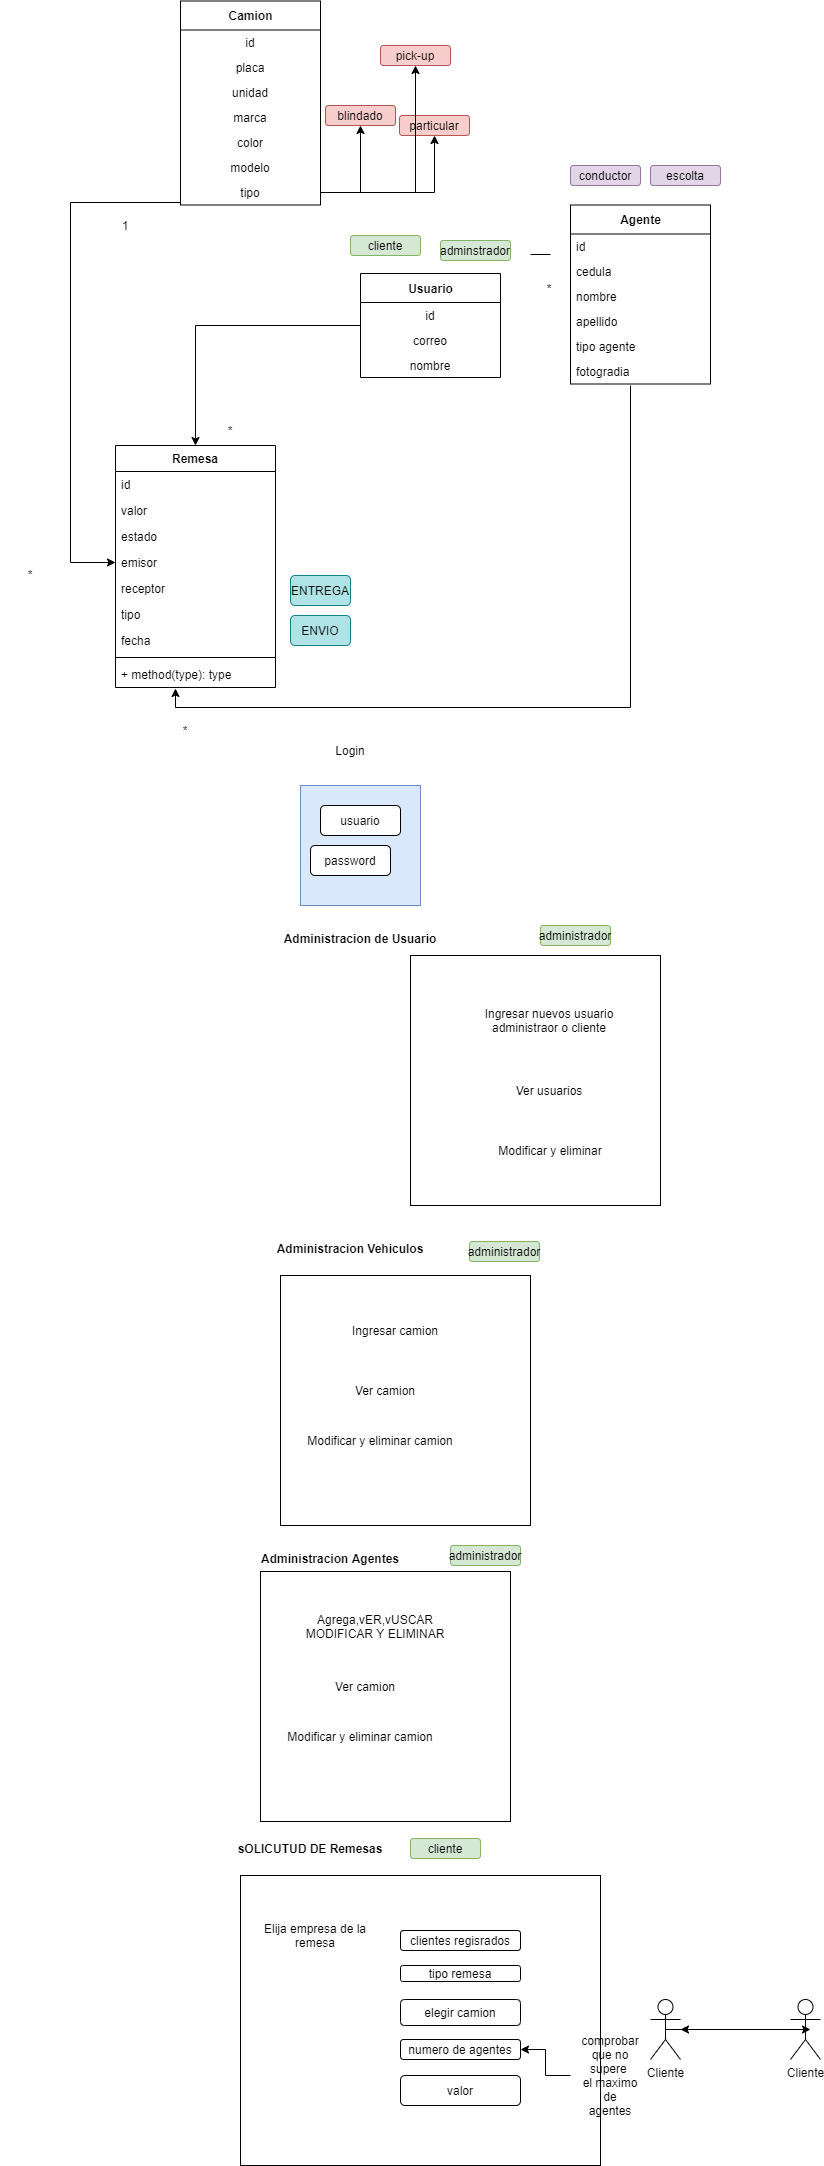 Camion
id
placa
unidad
marca
color
modelo
tipo
pick-up
blindado
particular
conductor
escolta
1
cliente
adminstrador
Agente
id
cedula
nombre
apellido
tipo agente
fotogradia
*
Usuario
id
correo
nombre
*
Remesa
id
valor
estado
emisor
receptor
tipo
fecha
+ method(type): type
*
ENTREGA
ENVIO
*
Login
usuario
password
Administracion de Usuario
administrador
Ingresar nuevos usuario
administraor o cliente
Ver usuarios
Modificar y eliminar
Administracion Vehiculos
administrador
Ingresar camion
Ver camion
Modificar y eliminar camion
Administracion Agentes
administrador
Agrega,vER,vUSCAR
MODIFICAR Y ELIMINAR
Ver camion
Modificar y eliminar camion
sOLICUTUD DE Remesas
cliente
Elija empresa de la
remesa
clientes regisrados
tipo remesa
elegir camion
numero de agentes
valor
comprobar
que no
supere
el maximo
de
agentes
Cliente
Cliente